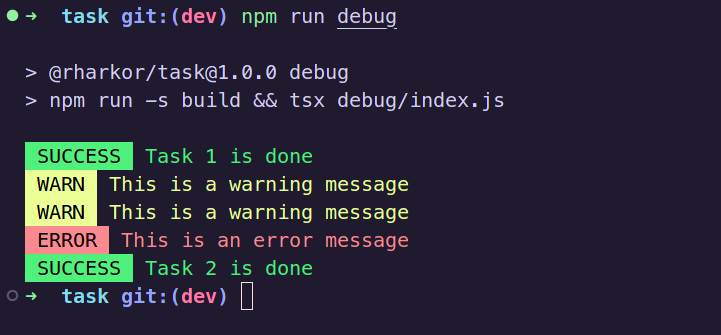 ➜ task git:(dev) npm run debug
> @rharkor/task@1.0.0 debug
> npm run -s build && tsx debug/index.js
SUCCESS Task 1 is done
WARN This is a warning message
WARN This is a warning message
ERROR This is an error message
SUCCESS Task 2 is done
➜ task git:(dev)